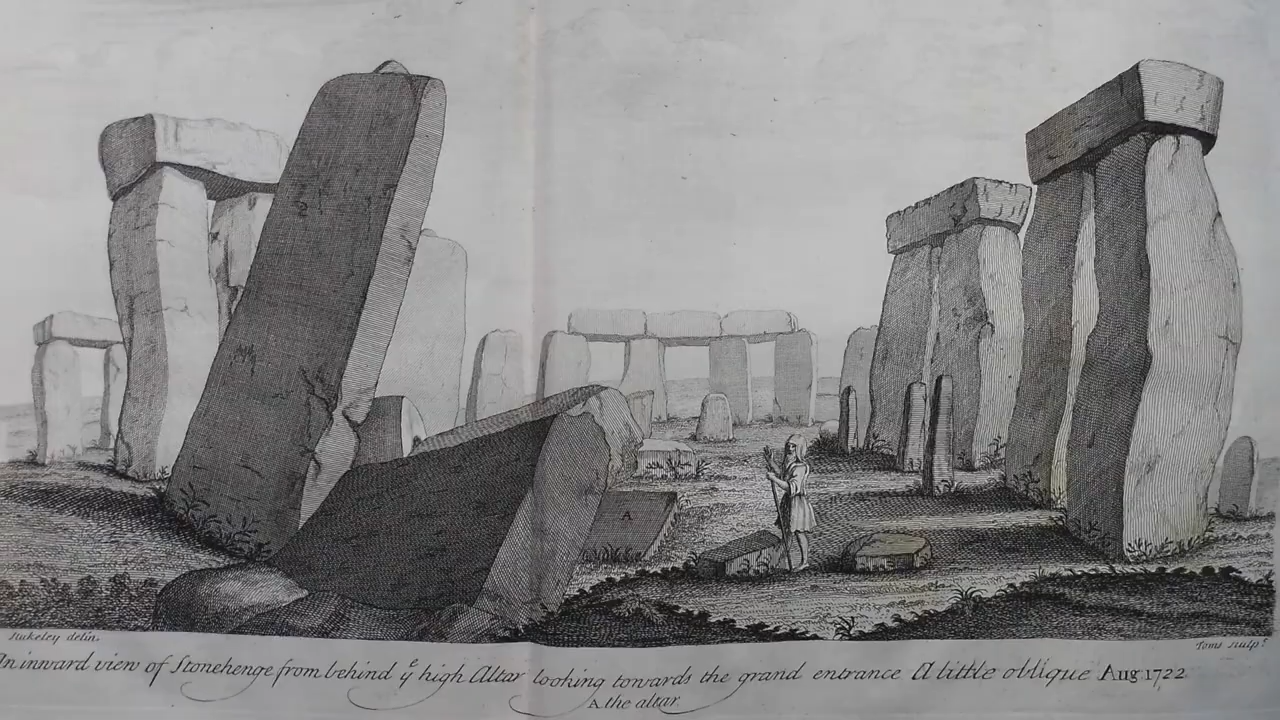 A
Stukeley delin.
Toms sculp.t
An inward view of Stonehenge from behind ye high Altar looking towards the grand entrance A little oblique Aug. 1722
A. the altar.